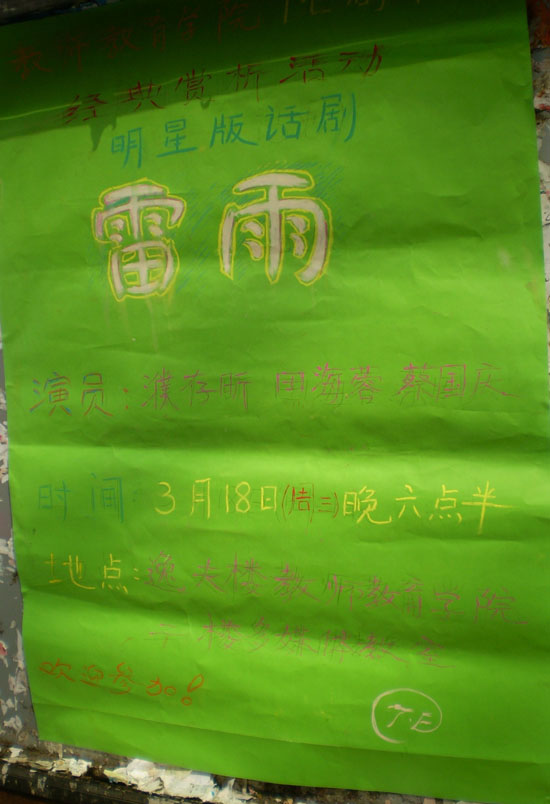 教师教育学院
经典赏析活动
明星版话剧
雷雨
演员:濮存昕 田海蓉 蔡国庆
时间:3月18日(周三)晚六点半
地点:逸夫楼教师教育学院
楼多媒体教室
欢迎参加!
T.E